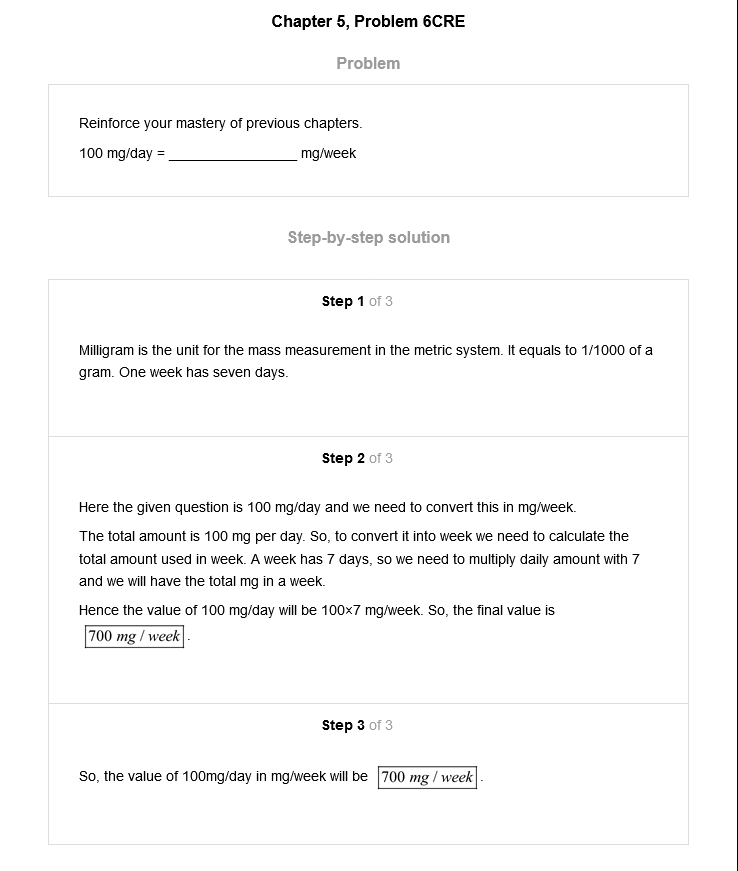 Chapter 5, Problem 6CRE
Problem
Reinforce your mastery of previous chapters.
100 mg/day = ________________ mg/week
Step-by-step solution
Step 1 of 3
Milligram is the unit for the mass measurement in the metric system. It equals to 1/1000 of a
gram. One week has seven days.
Step 2 of 3
Here the given question is 100 mg/day and we need to convert this in mg/week.
The total amount is 100 mg per day. So, to convert it into week we need to calculate the
total amount used in week. A week has 7 days, so we need to multiply daily amount with 7
and we will have the total mg in a week.
Hence the value of 100 mg/day will be 100×7 mg/week. So, the final value is
700 mg / week .
Step 3 of 3
So, the value of 100mg/day in mg/week will be 700 mg / week .